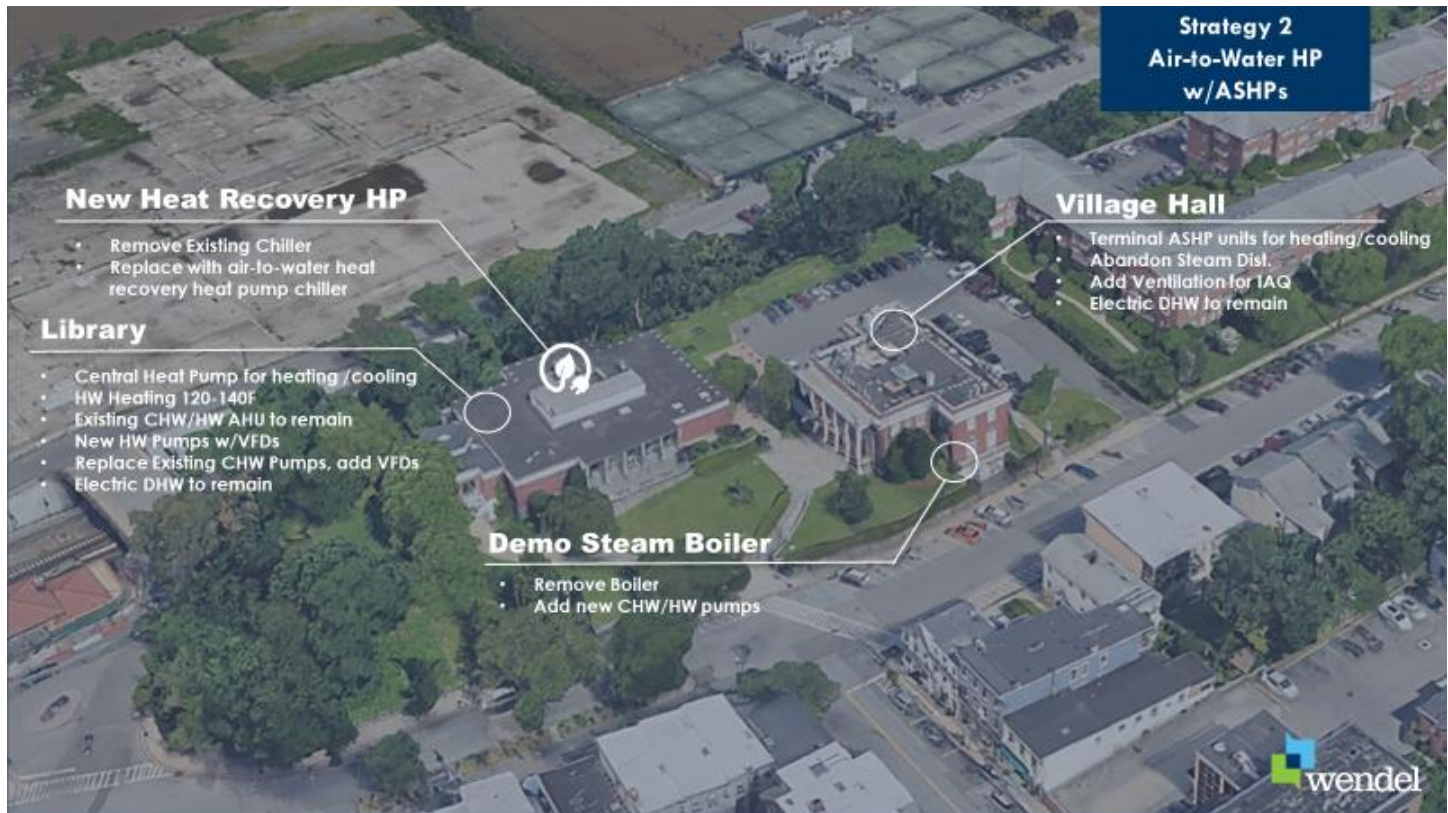 Strategy 2
Air-to-Water HP
w/ASHPs
New Heat Recovery HP
• Remove Existing Chiller
• Replace with air-to-water heat
recovery heat pump chiller
Library
• Central Heat Pump for heating /cooling
• HW Heating 120-140F
• Existing CHW/HW AHU to remain
• New HW Pumps w/VFDs
• Replace Existing CHW Pumps, add VFDs
• Electric DHW to remain
Village Hall
• Terminal ASHP units for heating/cooling
• Abandon Steam Dist.
• Add Ventilation for IAQ
• Electric DHW to remain
Demo Steam Boiler
• Remove Boiler
• Add new CHW/HW pumps
wendel